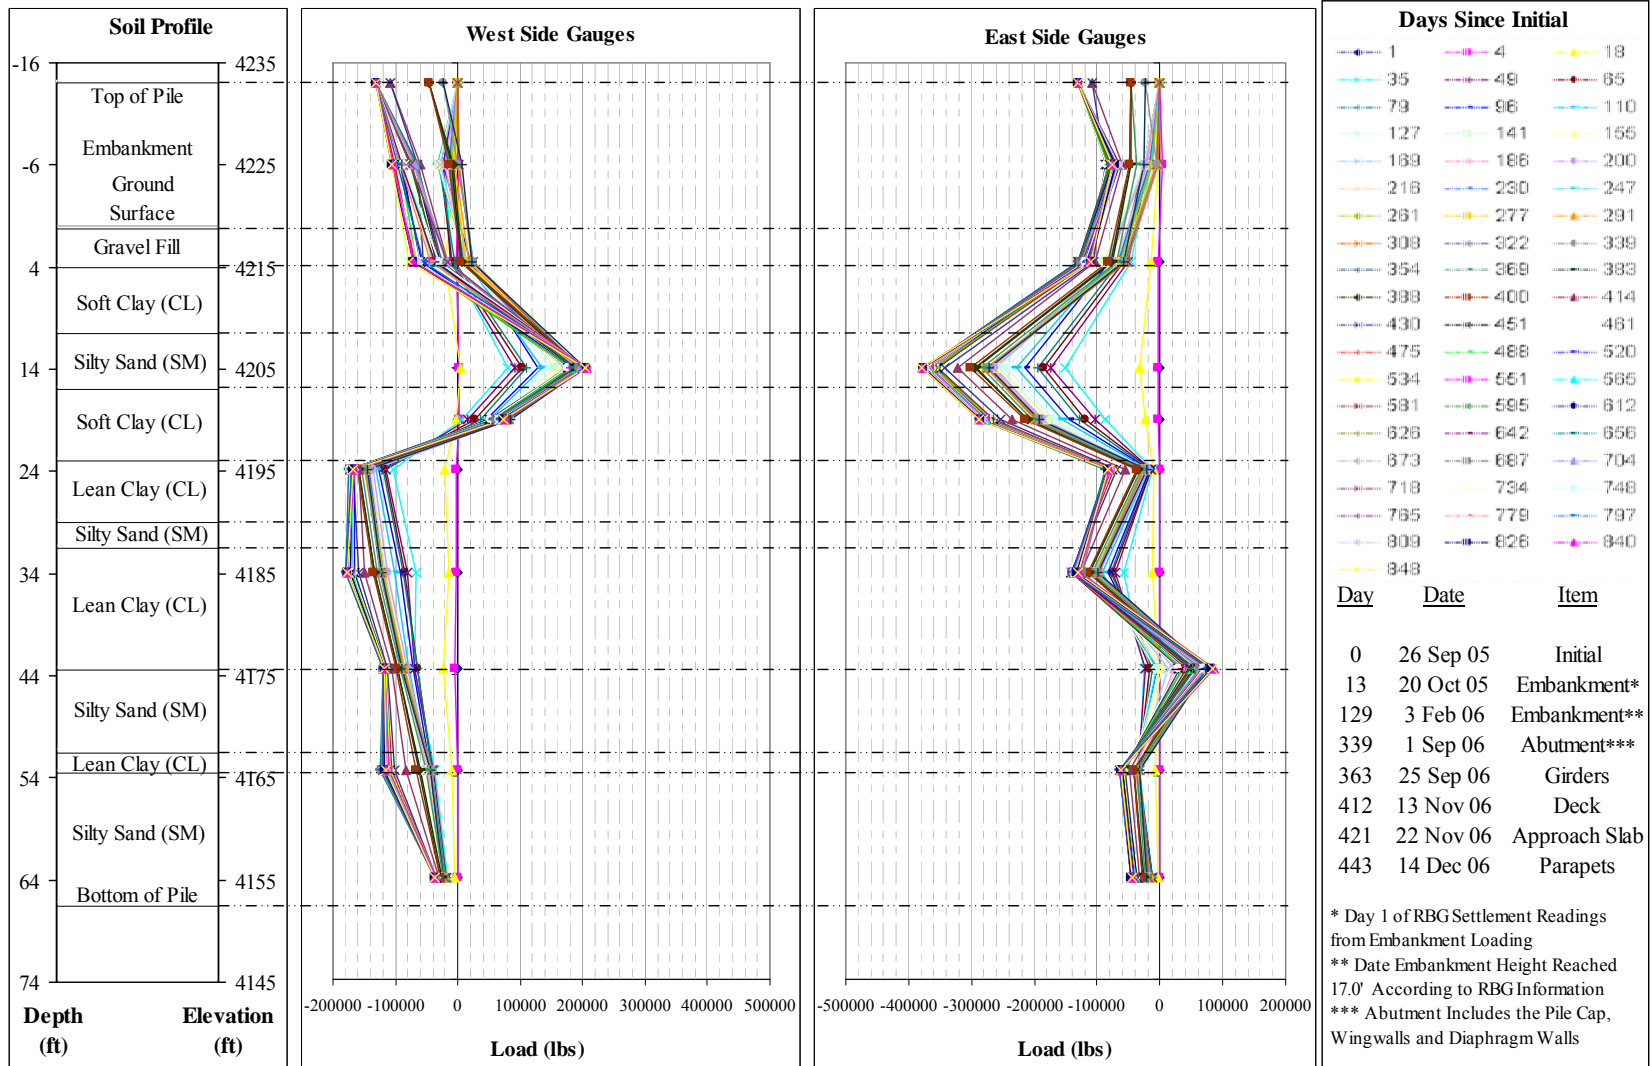 Soil Profile
-16
4235
Top of Pile
Embankment
-6
4225
Ground
Surface
Gravel Fill
4
4215
Soft Clay (CL)
Silty Sand (SM)
14
4205
Soft Clay (CL)
24
4195
Lean Clay (CL)
Silty Sand (SM)
34
4185
Lean Clay (CL)
44
4175
Silty Sand (SM)
Lean Clay (CL)
54
4165
Silty Sand (SM)
64
4155
Bottom of Pile
74
4145
Depth
(ft)
Elevation
(ft)
West Side Gauges
-200000 -100000 0 100000 200000 300000 400000 500000
Load (lbs)
East Side Gauges
-500000 -400000 -300000 -200000 -100000 0 100000 200000
Load (lbs)
Days Since Initial
1 4 18
35 49 65
79 96 110
127 141 155
169 186 200
216 230 247
261 277 291
308 322 339
354 369 383
388 400 414
430 451 461
475 488 520
534 551 565
581 595 612
626 642 656
673 687 704
718 734 748
765 779 797
809 826 840
848
Day Date Item
0 26 Sep 05 Initial
13 20 Oct 05 Embankment*
129 3 Feb 06 Embankment**
339 1 Sep 06 Abutment***
363 25 Sep 06 Girders
412 13 Nov 06 Deck
421 22 Nov 06 Approach Slab
443 14 Dec 06 Parapets
* Day 1 of RBG Settlement Readings
from Embankment Loading
** Date Embankment Height Reached
17.0' According to RBG Information
*** Abutment Includes the Pile Cap,
Wingwalls and Diaphragm Walls